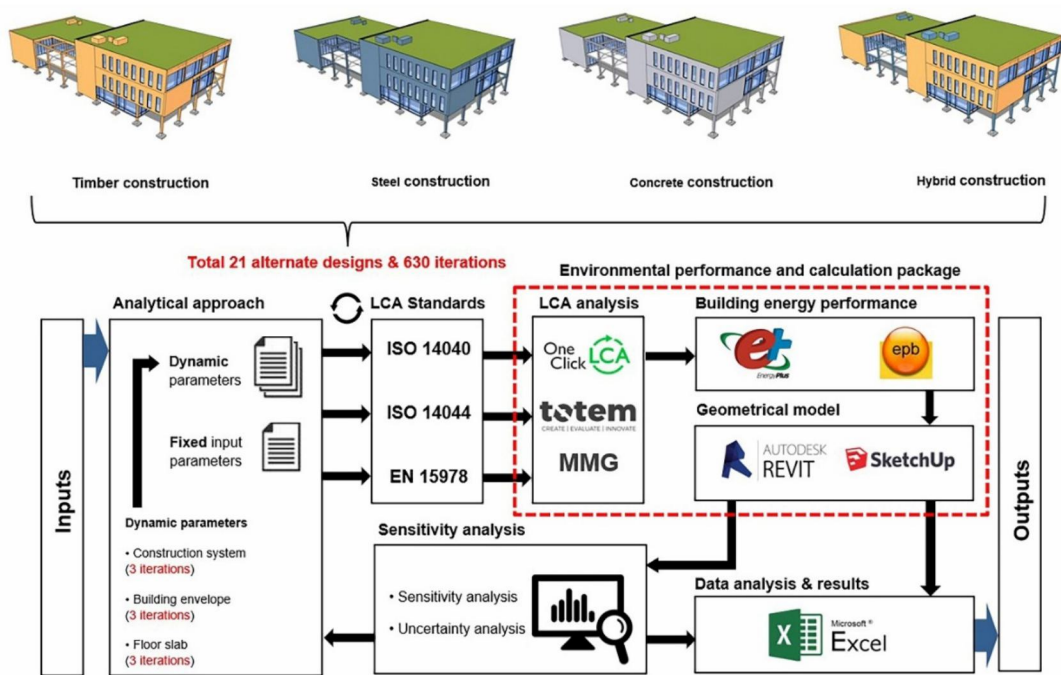 Timber construction
Steel construction
Concrete construction
Hybrid construction
Total 21 alternate designs & 630 iterations
Environmental performance and calculation package
Analytical approach
LCA Standards
LCA analysis
Building energy performance
Inputs
Dynamic
parameters
Fixed input
parameters
Dynamic parameters
• Construction system
(3 iterations)
• Building envelope
(3 iterations)
• Floor slab
(3 iterations)
ISO 14040
ISO 14044
EN 15978
One
Click
LCA
totem
CREATE | EVALUATE | INNOVATE
MMG
e+
EnergyPlus
epb
Geometrical model
AUTODESK
REVIT
SketchUp
Sensitivity analysis
• Sensitivity analysis
• Uncertainty analysis
Data analysis & results
X
Microsoft ®
Excel
Outputs